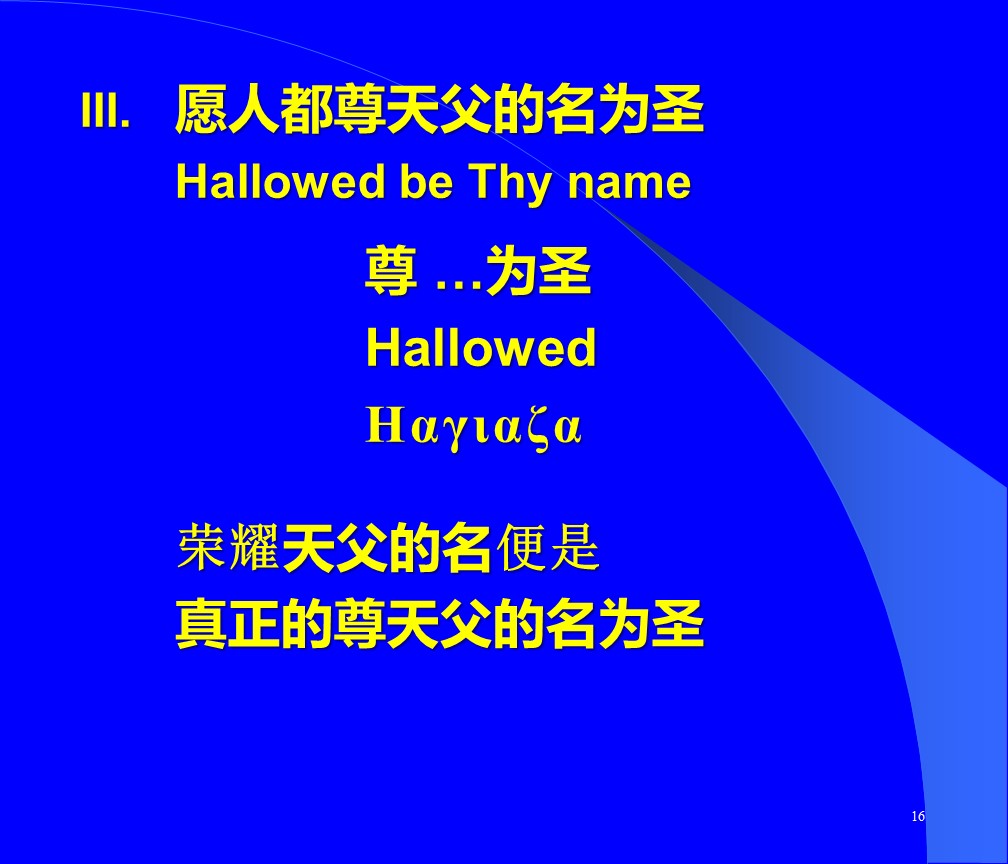 III. 愿人都尊天父的名为圣
Hallowed be Thy name
尊 …为圣
Hallowed
Ηαγιαζα
荣耀天父的名便是
真正的尊天父的名为圣
16